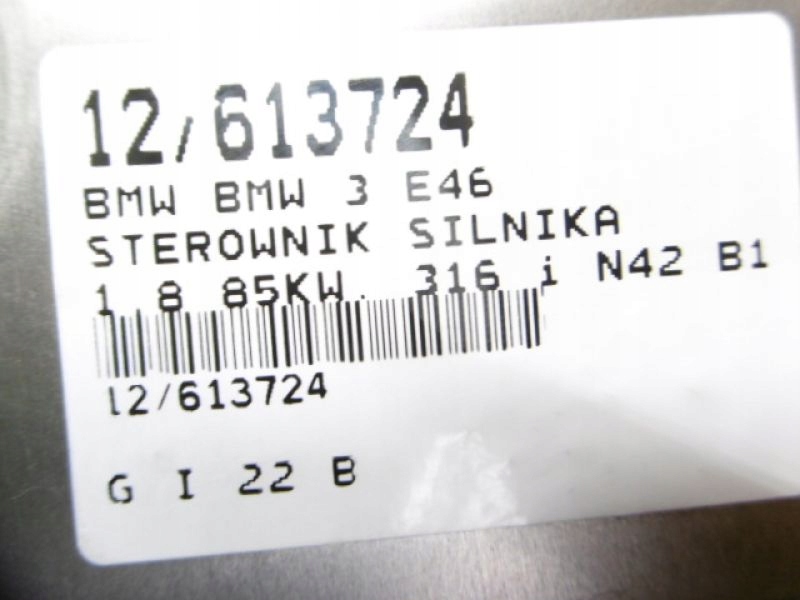 12/613724
BMW BMW 3 E46
STEROWNIK SILNIKA
1 8 85KW. 316 i N42 B1
12/613724
G I 22 B